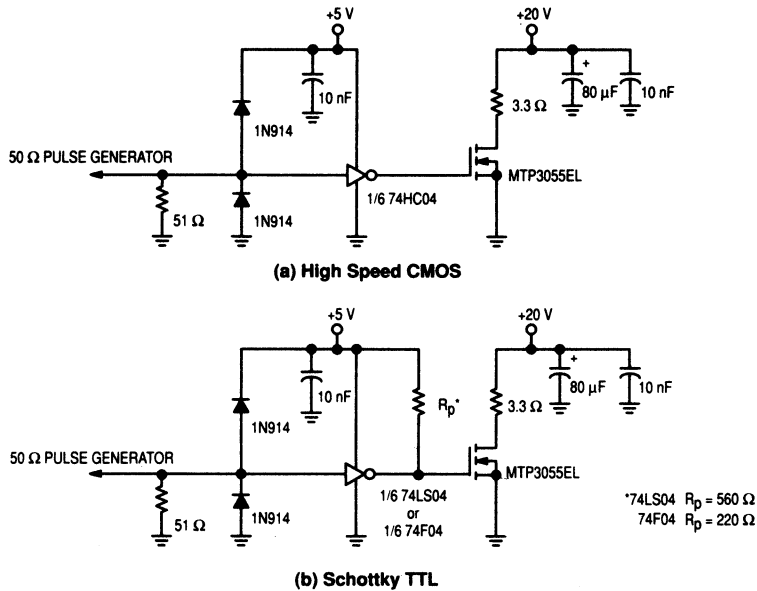 +5 V
+20 V
10 nF
+
80 µF
10 nF
3.3 Ω
1N914
50 Ω PULSE GENERATOR
MTP3055EL
1/6 74HC04
51 Ω
1N914
(a) High Speed CMOS
+5 V
+20 V
+
10 nF
80 µF
10 nF
Rp*
3.3 Ω
1N914
50 Ω PULSE GENERATOR
MTP3055EL
1/6 74LS04
or
1/6 74F04
51 Ω
1N914
*74LS04 Rp = 560 Ω
74F04 Rp = 220 Ω
(b) Schottky TTL